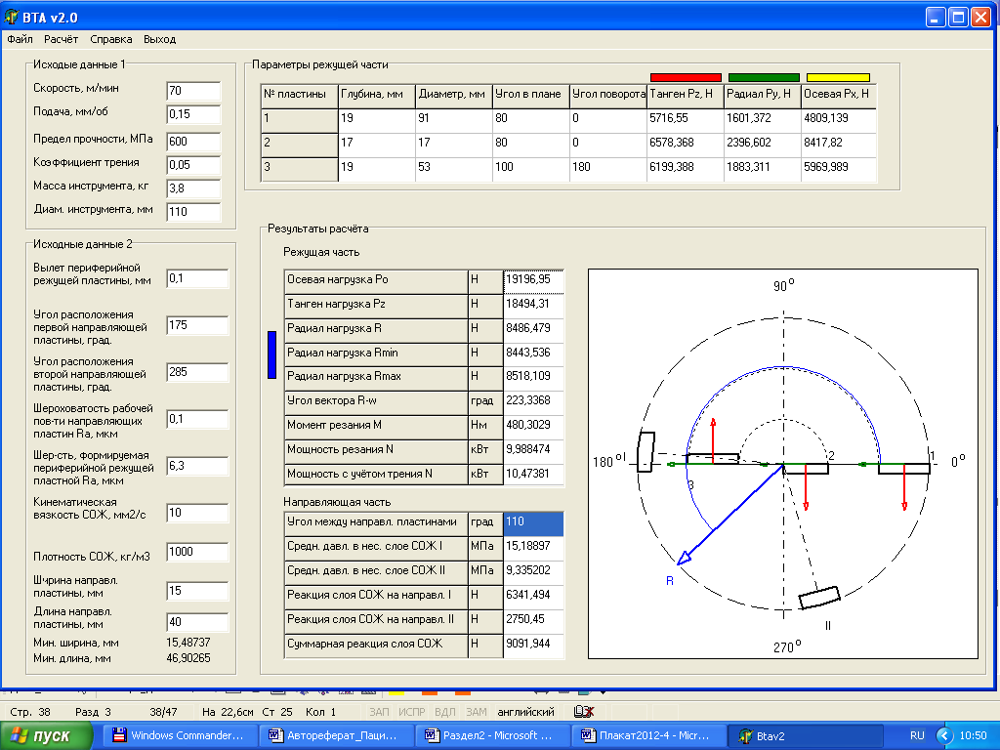 BTA v2.0
Файл Расчёт Справка Выход
Исходые данные 1
Скорость, м/мин 70
Подача, мм/об 0,15
Предел прочности, МПа 600
Коэффициент трения 0,05
Масса инструмента, кг 3,8
Диам. инструмента, мм 110
Параметры режущей части
№ пластины Глубина, мм Диаметр, мм Угол в плане Угол поворота Танген Pz, Н Радиал Py, Н Осевая Px, Н
1 19 91 80 0 5716,55 1601,372 4809,139
2 17 17 80 0 6578,368 2396,602 8417,82
3 19 53 100 180 6199,388 1883,311 5969,989
Исходные данные 2
Вылет периферийной
режущей пластины, мм 0,1
Угол расположения
первой направляющей
пластины, град. 175
Угол расположения
второй направляющей
пластины, град. 285
Шероховатость рабочей
пов-ти направляющих
пластин Ra, мкм 0,1
Шер-сть, формируемая
периферийной режущей
пластной Ra, мкм 6,3
Кинематическая
вязкость СОЖ, мм2/с 10
Плотность СОЖ, кг/м3 1000
Шчрина направл.
пластины, мм 15
Длина направл.
пластины, мм 40
Мин. ширина, мм 15,48737
Мин. длина, мм 46,90265
Результаты расчёта
Режущая часть
Осевая нагрузка Po Н 19196,95
Танген нагрузка Pz Н 18494,31
Радиал нагрузка R Н 8486,479
Радиал нагрузка Rmin Н 8443,536
Радиал нагрузка Rmax Н 8518,109
Угол вектора R-w град 223,3368
Момент резания M Нм 480,3029
Мощность резания N кВт 9,988474
Мощность с учётом трения N кВт 10,47381
Направляющая часть
Угол между направл. пластинами град 110
Средн. давл. в нес. слое СОЖ I МПа 15,18897
Средн. давл. в нес. слое СОЖ II МПа 9,335202
Реакция слоя СОЖ на направл. I Н 6341,494
Реакция слоя СОЖ на направл. II Н 2750,45
Суммарная реакция слоя СОЖ Н 9091,944
90°
180° I 3 2 1 0°
R
II
270°
Стр. 38 Разд 3 38/47 На 22,6см Ст 25 Кол 1 ЗАП ИСПР ВДЛ ЗАМ английский
пуск Windows Commander... Автореферат_Паци... Раздел2 - Microsoft ... Плакат2012-4 - Micr... Btav2 RU 10:50